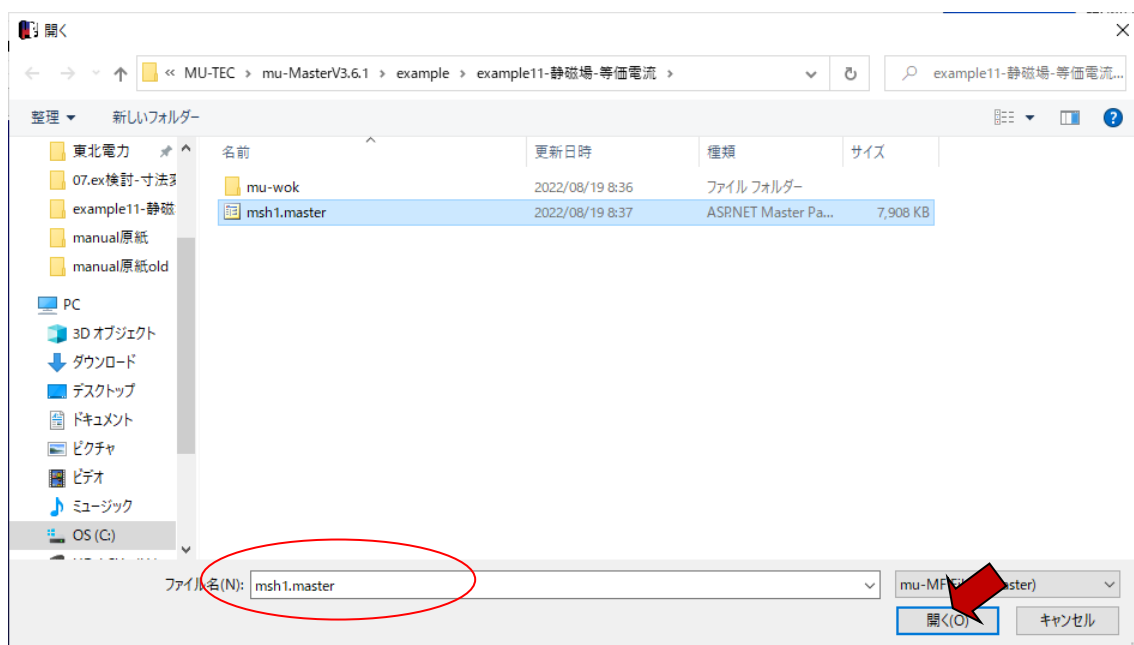 開く
« MU-TEC › mu-MasterV3.6.1 › example › example11-静磁場-等価電流 ›
example11-静磁場-等価電流...
整理 新しいフォルダー
名前 更新日時 種類 サイズ
東北電力
07.ex検討-寸法変
example11-静磁
manual原紙
manual原紙old
PC
3D オブジェクト
ダウンロード
デスクトップ
ドキュメント
ピクチャ
ビデオ
ミュージック
OS (C:)
mu-wok 2022/08/19 8:36 ファイル フォルダー
msh1.master 2022/08/19 8:37 ASP.NET Master Pa... 7,908 KB
ファイル名(N): msh1.master
開く(O) キャンセル